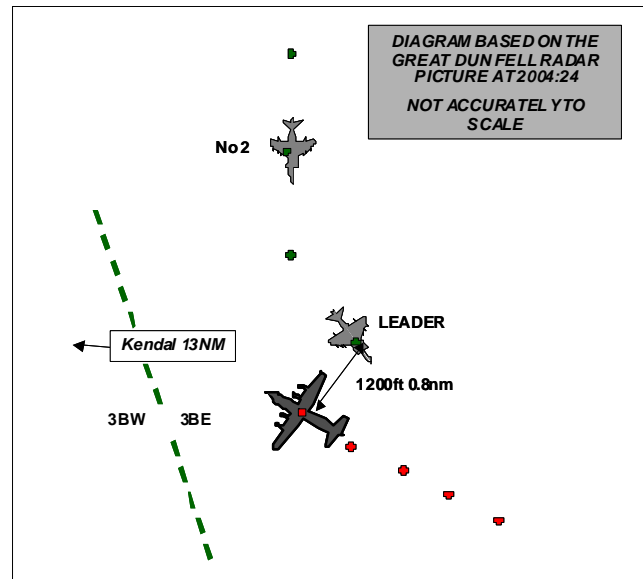 DIAGRAM BASED ON THE
GREAT DUN FELL RADAR
PICTURE AT 2004:24
NOT ACCURATELY TO
SCALE
No 2
LEADER
Kendal 13NM
1200ft 0.8nm
3BW 3BE